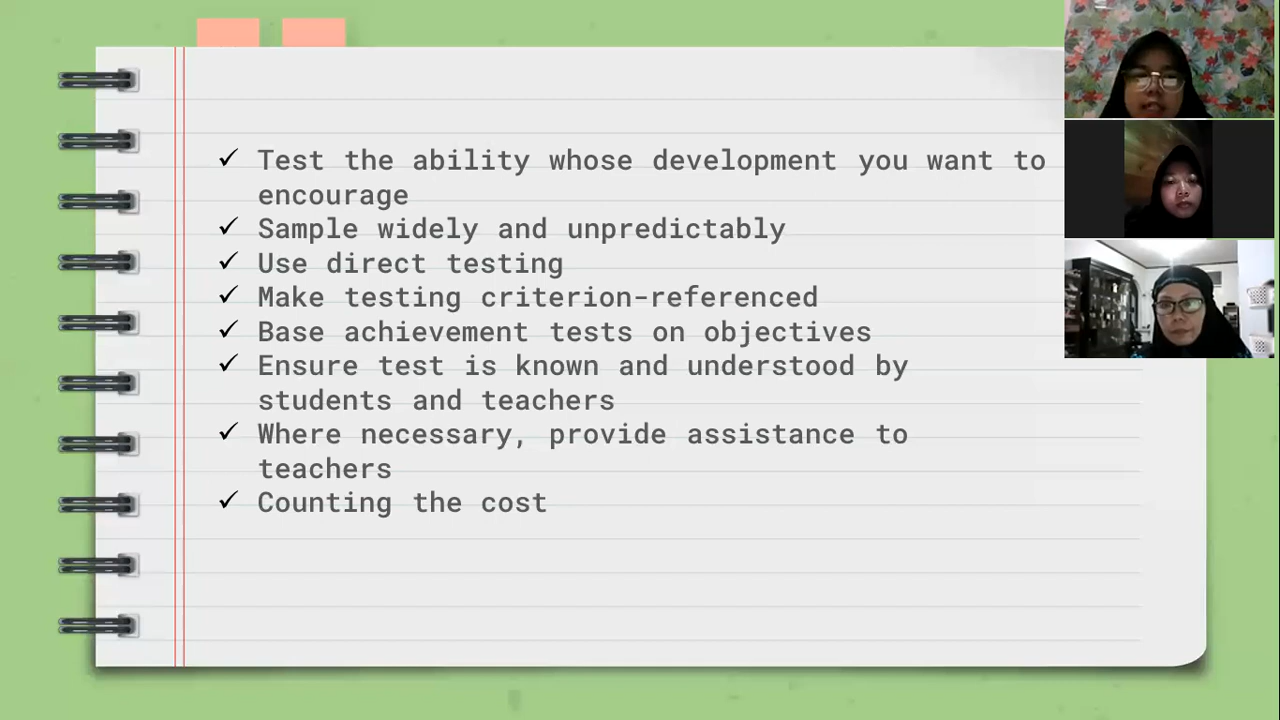 ✓ Test the ability whose development you want to
encourage
✓ Sample widely and unpredictably
✓ Use direct testing
✓ Make testing criterion-referenced
✓ Base achievement tests on objectives
✓ Ensure test is known and understood by
students and teachers
✓ Where necessary, provide assistance to
teachers
✓ Counting the cost